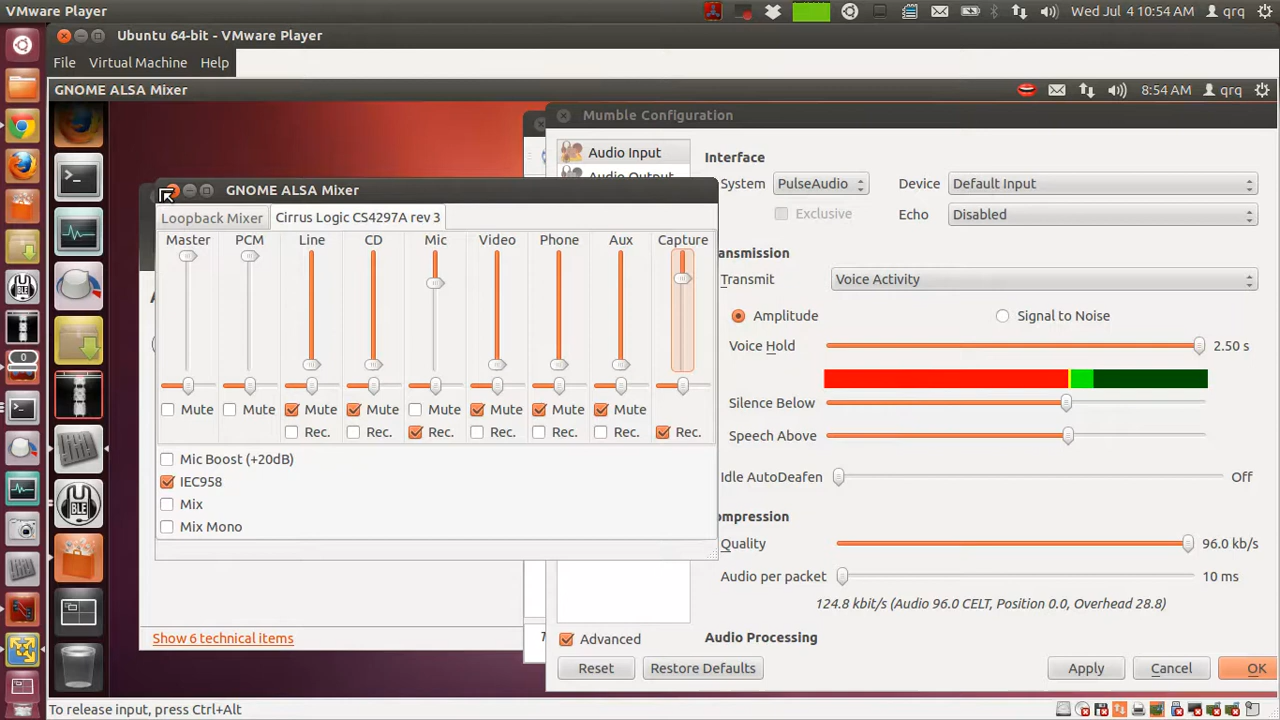 VMware Player
Wed Jul 4 10:54 AM
qrq
Ubuntu 64-bit - VMware Player
File Virtual Machine Help
GNOME ALSA Mixer
8:54 AM
qrq
Mumble Configuration
Audio Input
Audio Output
Interface
System PulseAudio
Device Default Input
Exclusive
Echo Disabled
GNOME ALSA Mixer
Loopback Mixer Cirrus Logic CS4297A rev 3
Master PCM Line CD Mic Video Phone Aux Capture
Mute Mute Mute Mute Mute Mute Mute Mute
Rec. Rec. Rec. Rec. Rec. Rec. Rec.
Mic Boost (+20dB)
IEC958
Mix
Mix Mono
ansmission
Transmit Voice Activity
Amplitude Signal to Noise
Voice Hold 2.50 s
Silence Below
Speech Above
Idle AutoDeafen Off
ompression
Quality 96.0 kb/s
Audio per packet 10 ms
124.8 kbit/s (Audio 96.0 CELT, Position 0.0, Overhead 28.8)
Audio Processing
Show 6 technical items
Advanced
Reset Restore Defaults Apply Cancel OK
To release input, press Ctrl+Alt